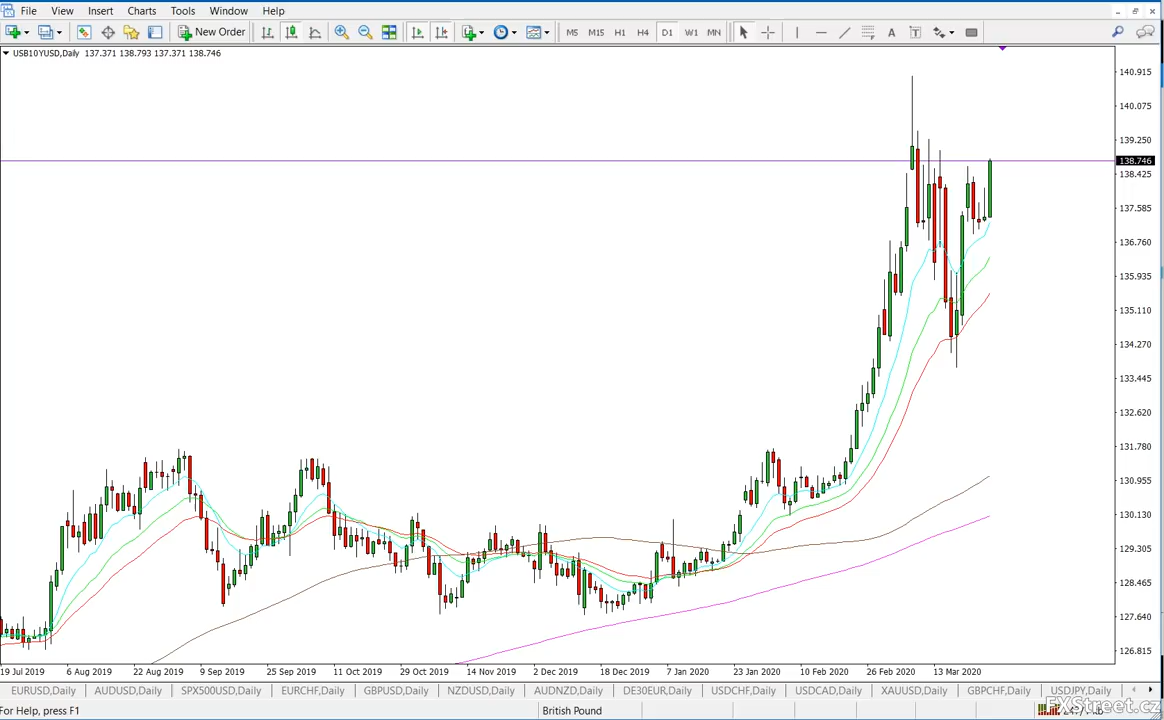 File View Insert Charts Tools Window Help
New Order M5 M15 H1 H4 D1 W1 MN A T
USB10YUSD,Daily 137.371 138.793 137.371 138.746
140.915
140.075
139.250
138.746
138.425
137.585
136.760
135.935
135.110
134.270
133.445
132.620
131.780
130.955
130.130
129.305
128.465
127.640
126.815
19 Jul 2019 6 Aug 2019 22 Aug 2019 9 Sep 2019 25 Sep 2019 11 Oct 2019 29 Oct 2019 14 Nov 2019 2 Dec 2019 18 Dec 2019 7 Jan 2020 23 Jan 2020 10 Feb 2020 26 Feb 2020 13 Mar 2020
EURUSD,Daily AUDUSD,Daily SPX500USD,Daily EURCHF,Daily GBPUSD,Daily NZDUSD,Daily AUDNZD,Daily DE30EUR,Daily USDCHF,Daily USDCAD,Daily XAUUSD,Daily GBPCHF,Daily USDJPY,Daily
For Help, press F1 British Pound
FXStreet.cz